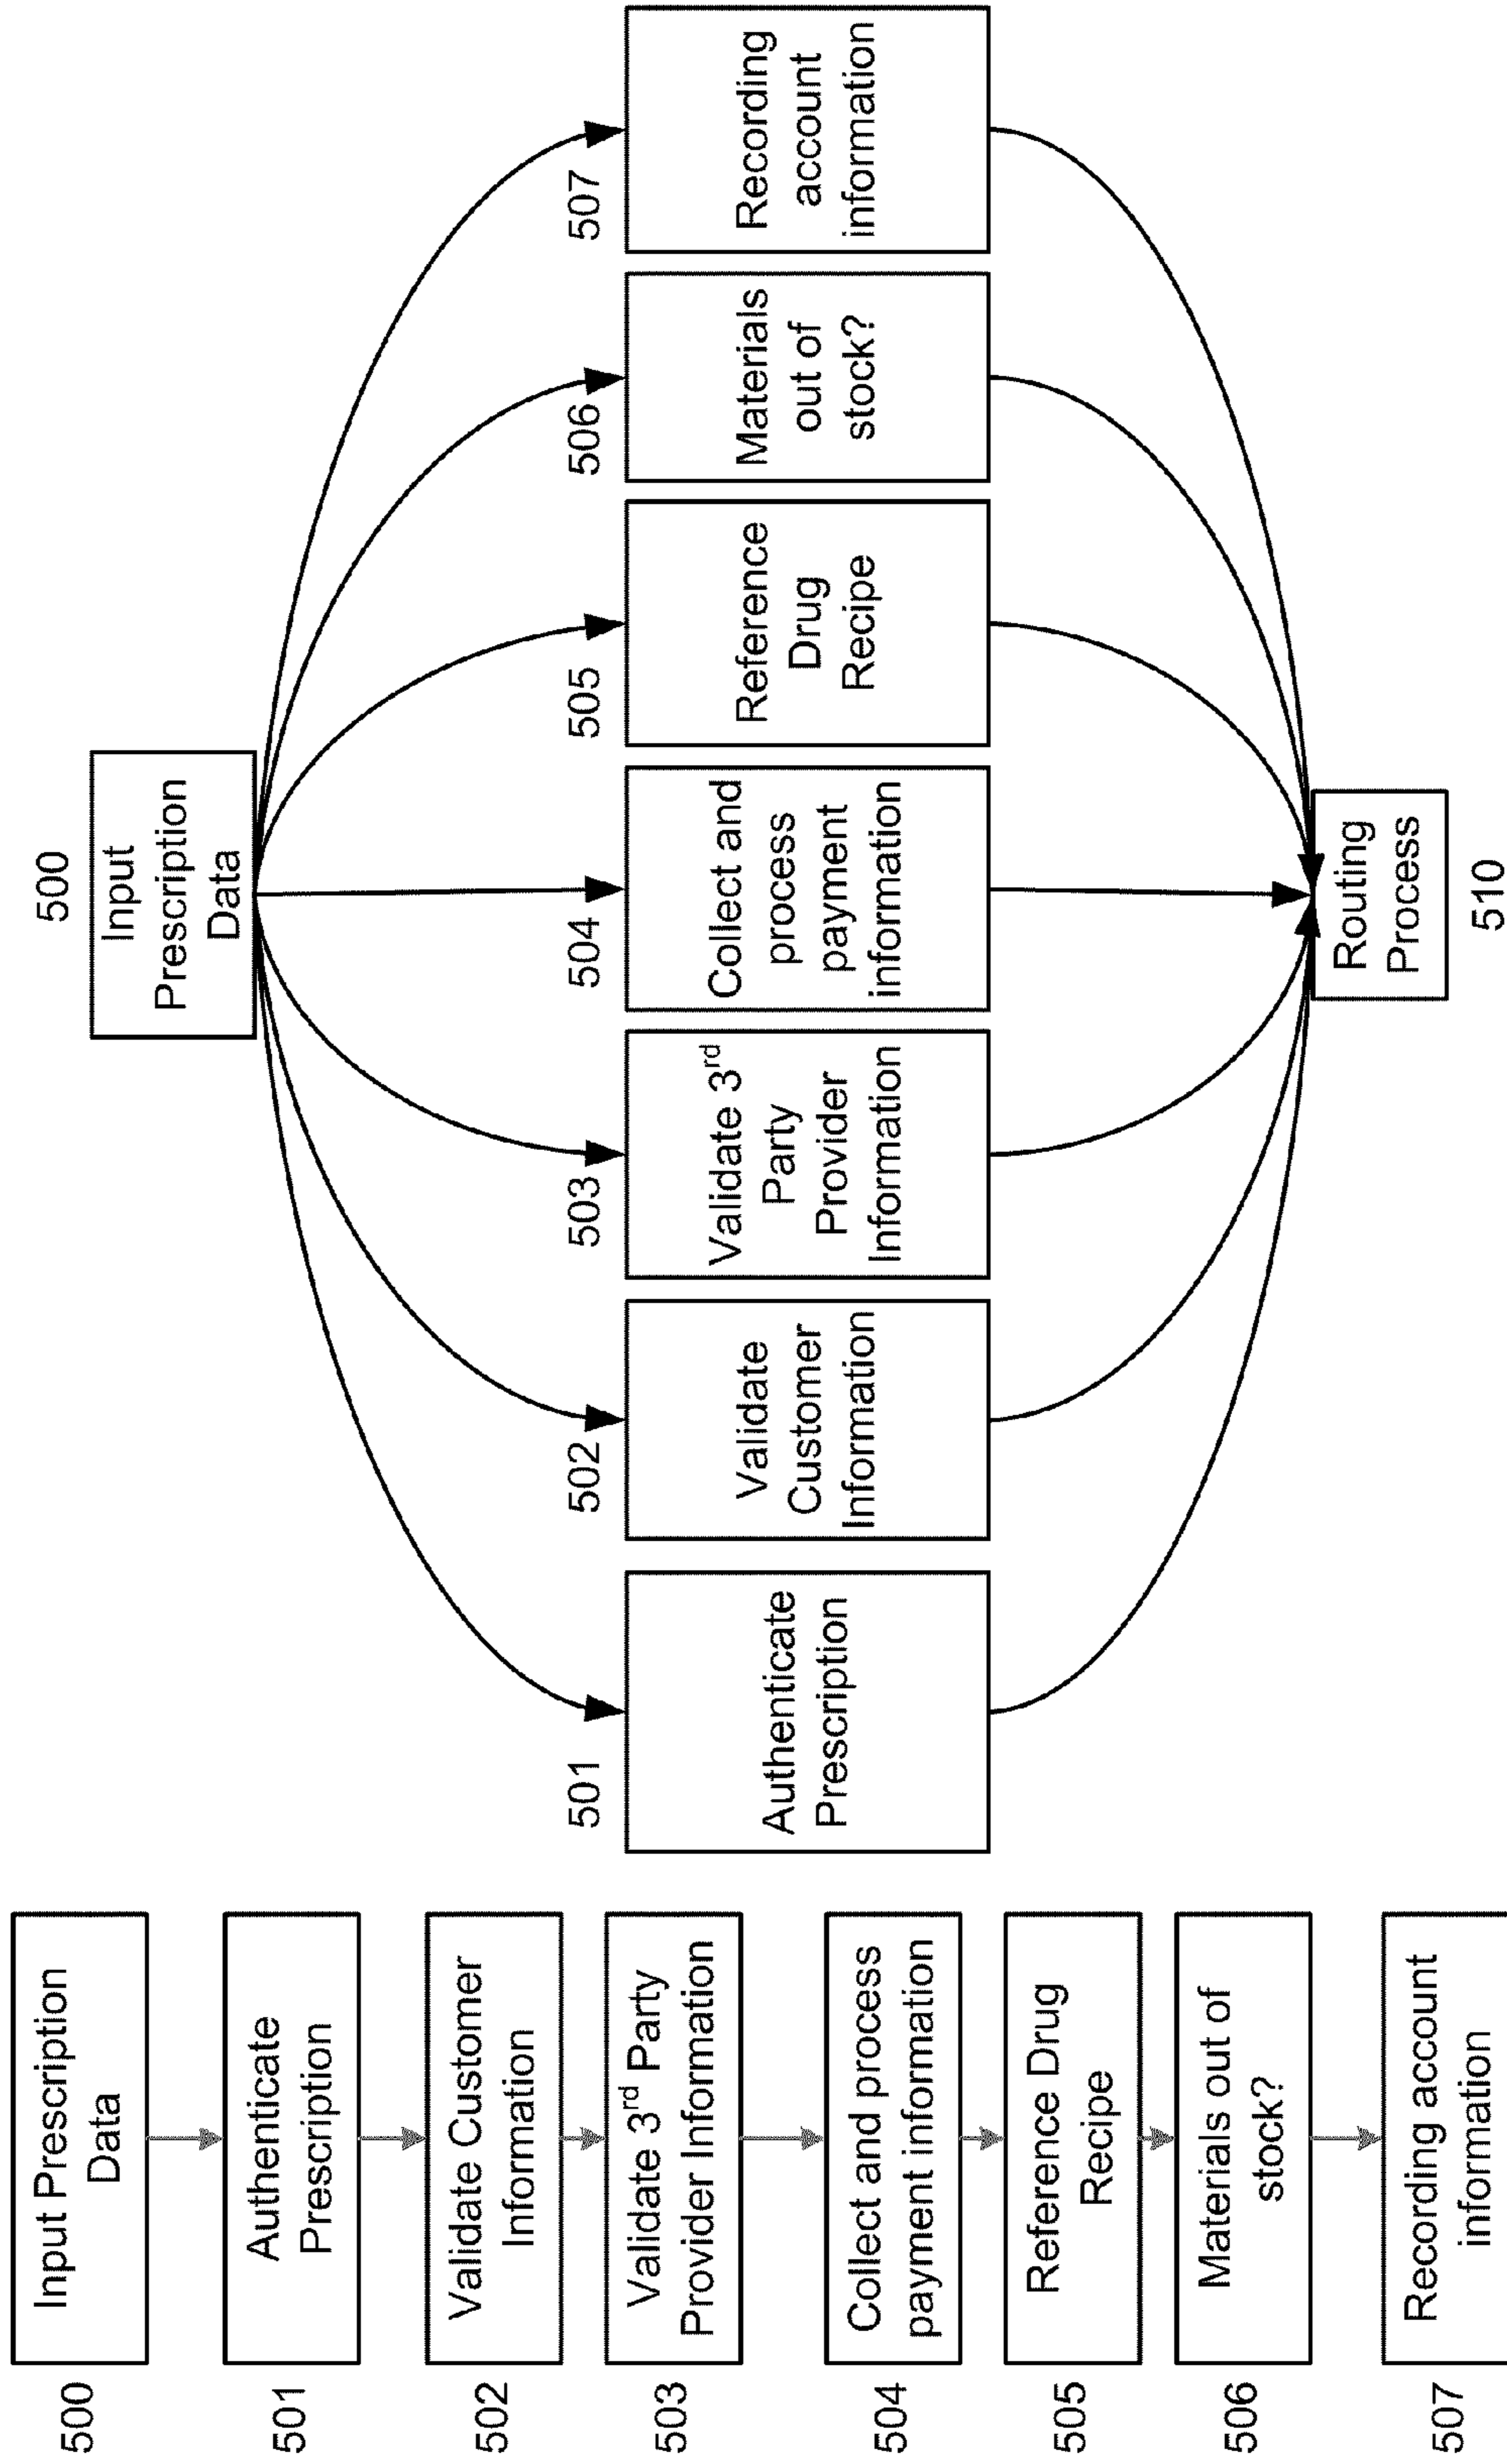 500
Input Prescription
Data
501
Authenticate
Prescription
502
Validate Customer
Information
503
Validate 3rd Party
Provider Information
504
Collect and process
payment information
505
Reference Drug
Recipe
506
Materials out of
stock?
507
Recording account
information
500
Input
Prescription
Data
501
Authenticate
Prescription
502
Validate
Customer
Information
503
Validate 3rd
Party
Provider
Information
504
Collect and
process
payment
information
505
Reference
Drug
Recipe
506
Materials
out of
stock?
507
Recording
account
information
Routing
Process
510